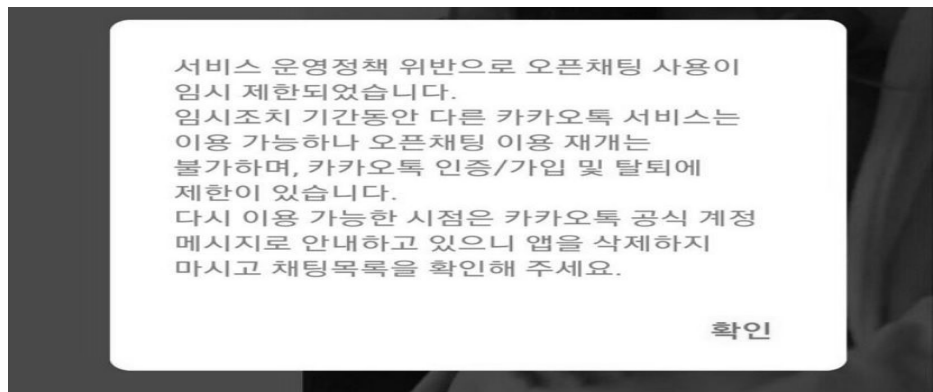 서비스 운영정책 위반으로 오픈채팅 사용이
임시 제한되었습니다.
임시조치 기간동안 다른 카카오톡 서비스는
이용 가능하나 오픈채팅 이용 재개는
불가하며, 카카오톡 인증/가입 및 탈퇴에
제한이 있습니다.
다시 이용 가능한 시점은 카카오톡 공식 계정
메시지로 안내하고 있으니 앱을 삭제하지
마시고 채팅목록을 확인해 주세요.
확인